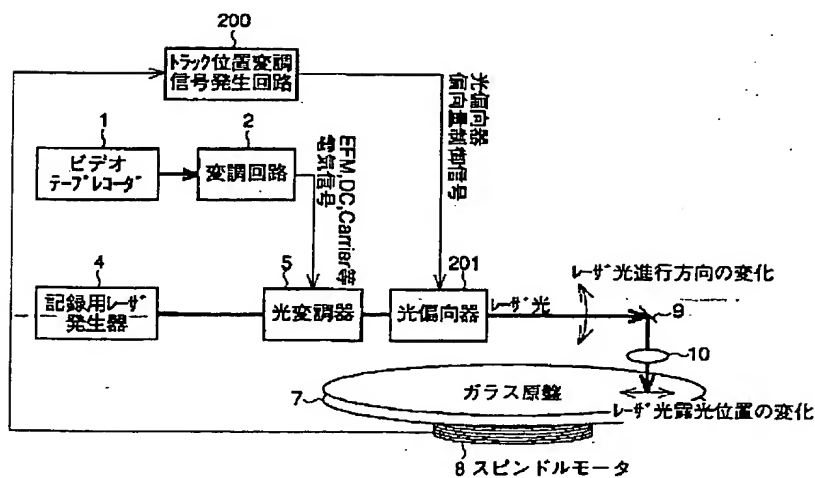 200
トラック位置変調
信号発生回路
1
ビデオ
テープレコーダ
2
変調回路
EFM,DC,Carrier等
電気信号
光偏向器
偏向量制御信号
4
記録用レーザ
発生器
5
光変調器
201
光偏向器
レーザ光
レーザ光進行方向の変化
9
10
ガラス原盤
7
レーザ光露光位置の変化
8 スピンドルモータ